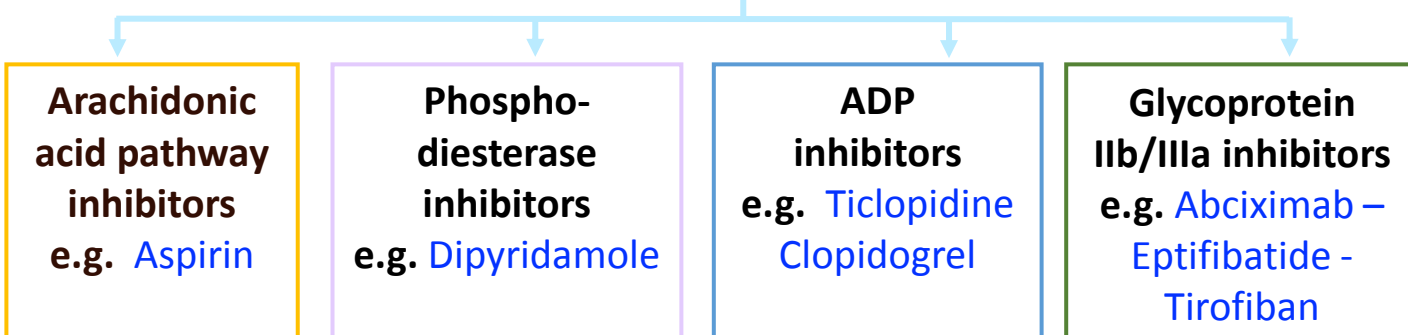 Arachidonic
acid pathway
inhibitors
e.g. Aspirin
Phospho-
diesterase
inhibitors
e.g. Dipyridamole
ADP
inhibitors
e.g. Ticlopidine
Clopidogrel
Glycoprotein
IIb/IIIa inhibitors
e.g. Abciximab –
Eptifibatide -
Tirofiban